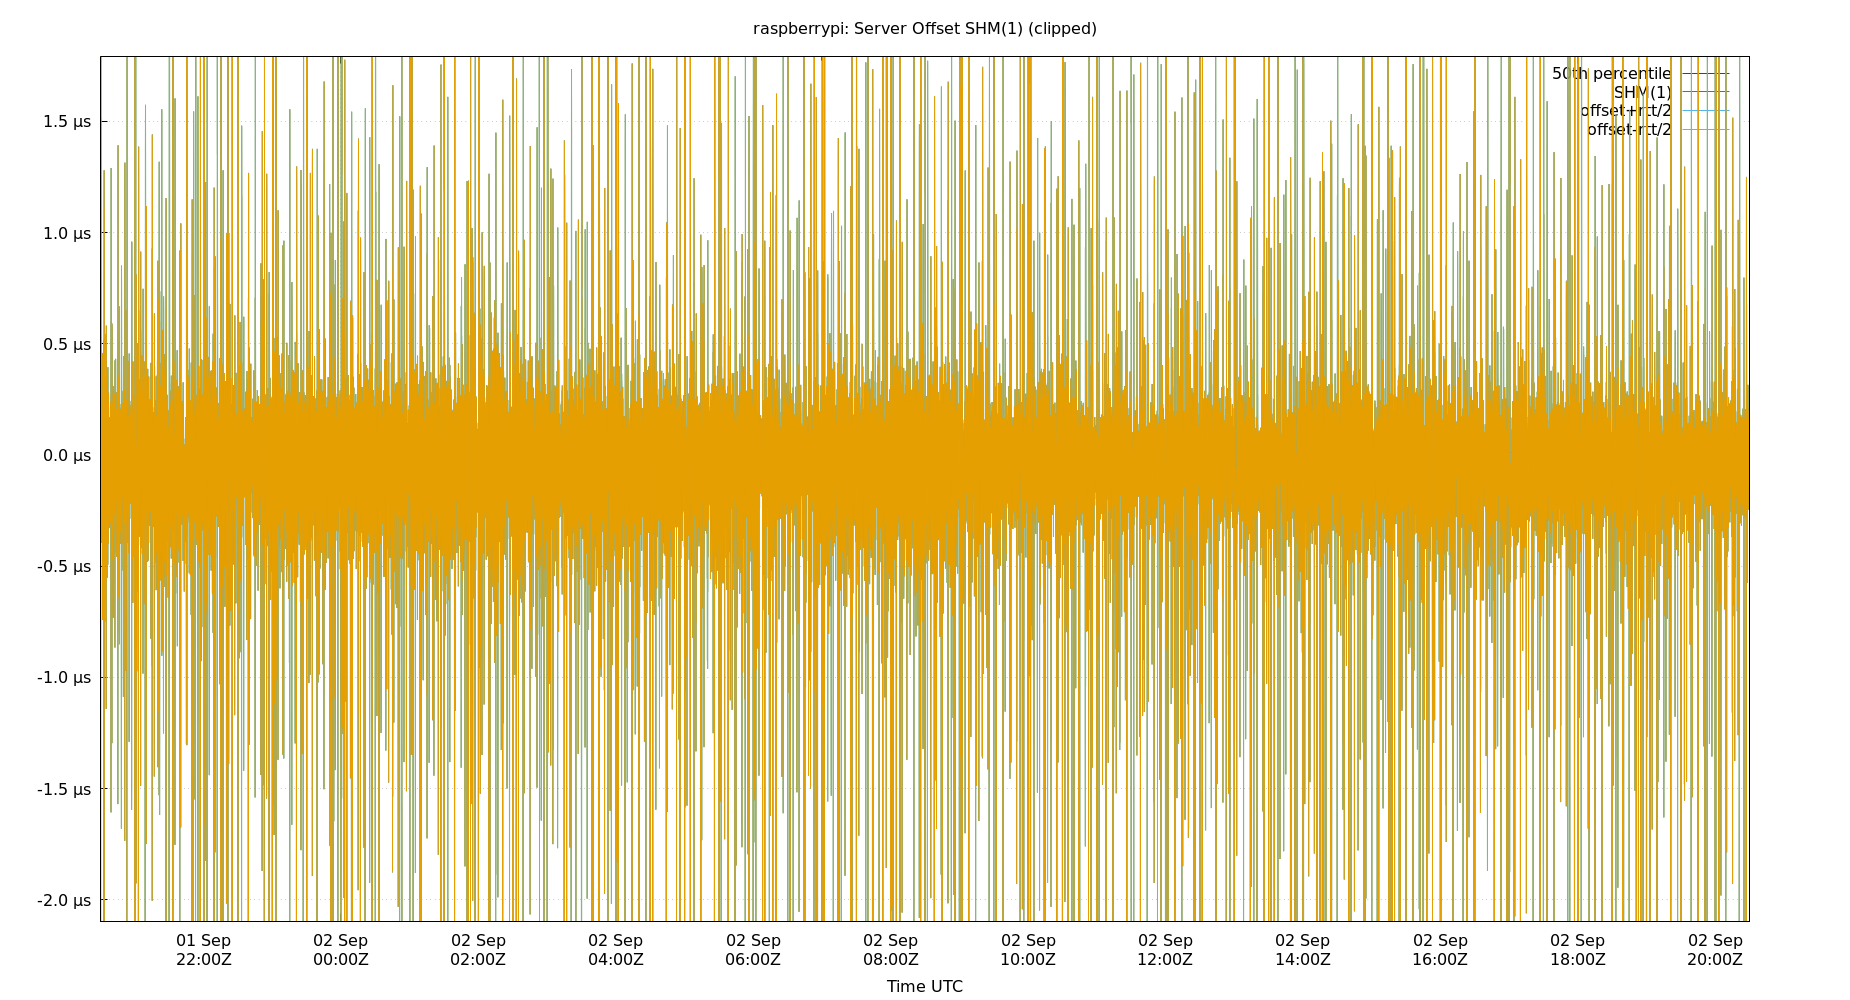 raspberrypi: Server Offset SHM(1) (clipped)
50th percentile
SHM(1)
offset+rtt/2
offset-rtt/2
1.5 µs
1.0 µs
0.5 µs
0.0 µs
-0.5 µs
-1.0 µs
-1.5 µs
-2.0 µs
01 Sep 02 Sep 02 Sep 02 Sep 02 Sep 02 Sep 02 Sep 02 Sep 02 Sep 02 Sep 02 Sep 02 Sep
22:00Z 00:00Z 02:00Z 04:00Z 06:00Z 08:00Z 10:00Z 12:00Z 14:00Z 16:00Z 18:00Z 20:00Z
Time UTC